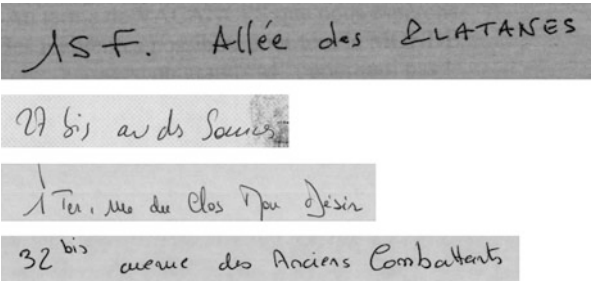 15 F. Allée des PLATANES
27 bis av ds
1 Ter, rue du Clos Mon Désir
32 bis avenue des Anciens Combattants